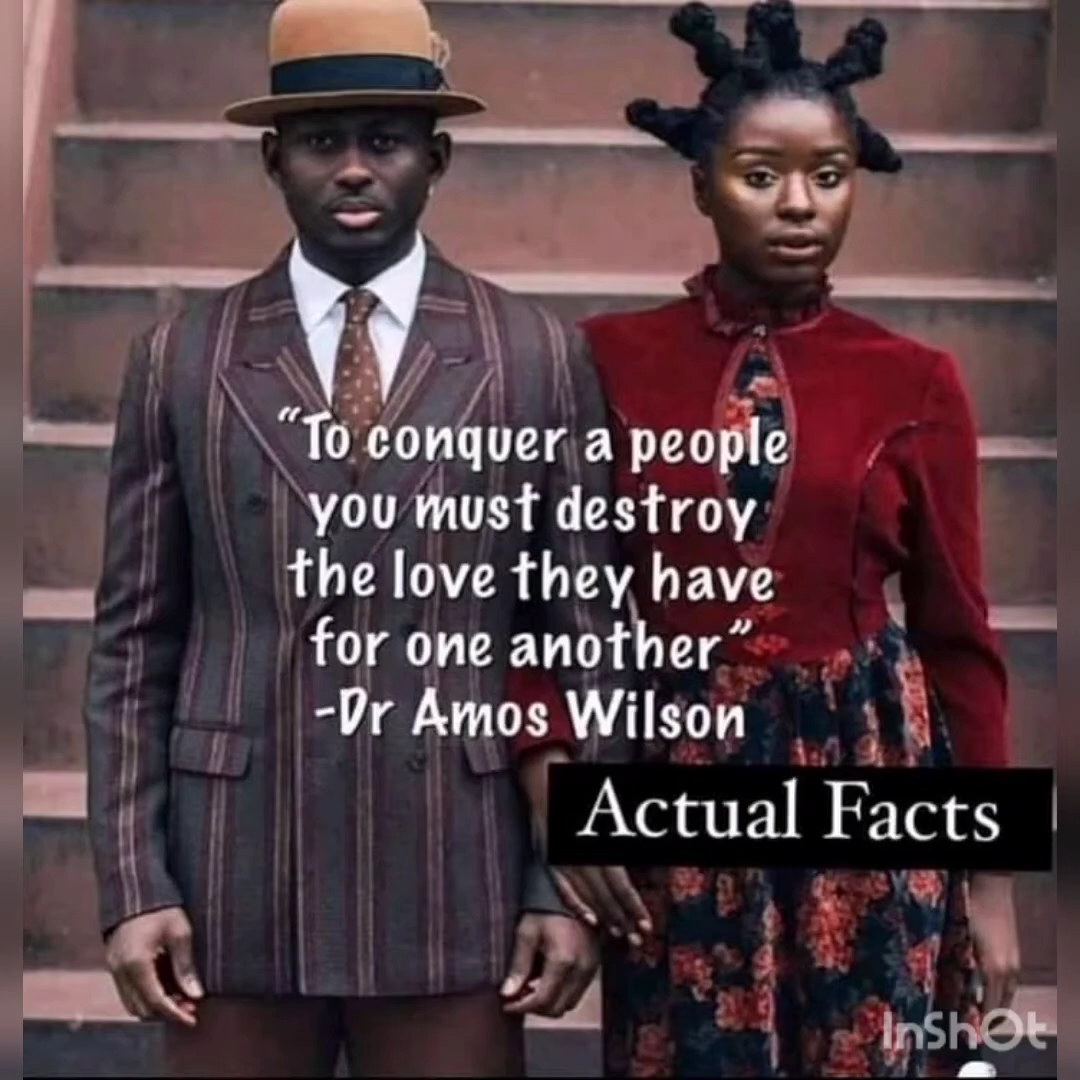 “To conquer a people
you must destroy
the love they have
for one another”
-Dr Amos Wilson
Actual Facts
InShOt